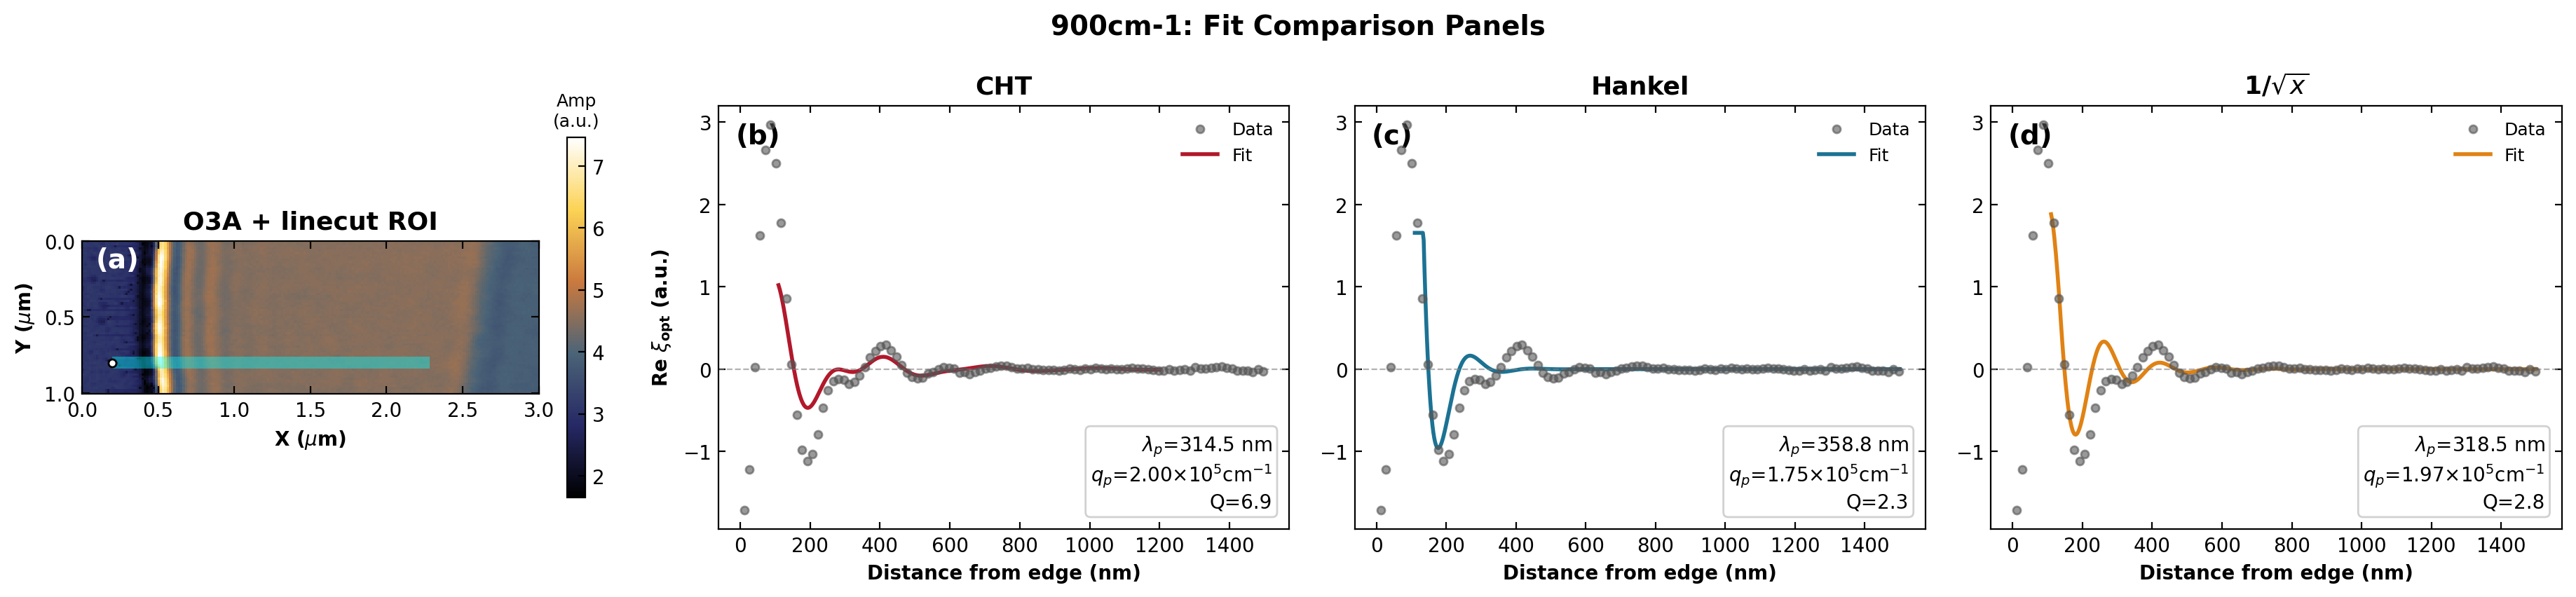 900cm-1: Fit Comparison Panels
O3A + linecut ROI
(a)
Amp
(a.u.)
7
6
5
4
3
2
0.0
0.5
1.0
Y (μm)
0.0 0.5 1.0 1.5 2.0 2.5 3.0
X (μm)
CHT
(b)
Data
Fit
3
2
1
0
−1
Re ξopt (a.u.)
λp=314.5 nm
qp=2.00×10⁵cm⁻¹
Q=6.9
0 200 400 600 800 1000 1200 1400
Distance from edge (nm)
Hankel
(c)
Data
Fit
3
2
1
0
−1
λp=358.8 nm
qp=1.75×10⁵cm⁻¹
Q=2.3
0 200 400 600 800 1000 1200 1400
Distance from edge (nm)
1/√x
(d)
Data
Fit
3
2
1
0
−1
λp=318.5 nm
qp=1.97×10⁵cm⁻¹
Q=2.8
0 200 400 600 800 1000 1200 1400
Distance from edge (nm)